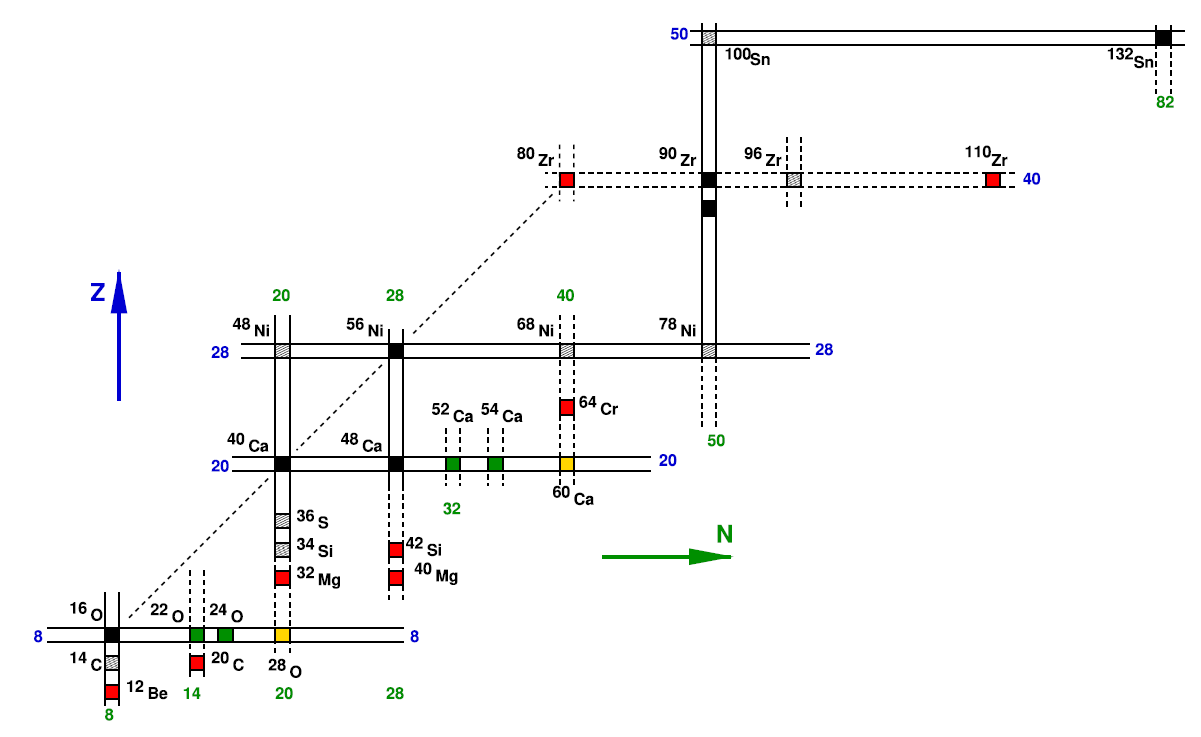 50
100Sn
132Sn
82
80Zr
90Zr
96Zr
110Zr
40
Z
20
28
40
48Ni
56Ni
68Ni
78Ni
28
28
64Cr
52Ca
54Ca
40Ca
48Ca
50
20
20
60Ca
32
36S
N
34Si
42Si
32Mg
40Mg
16O
22O
24O
8
8
14C
20C
28O
12Be
14
20
28
8